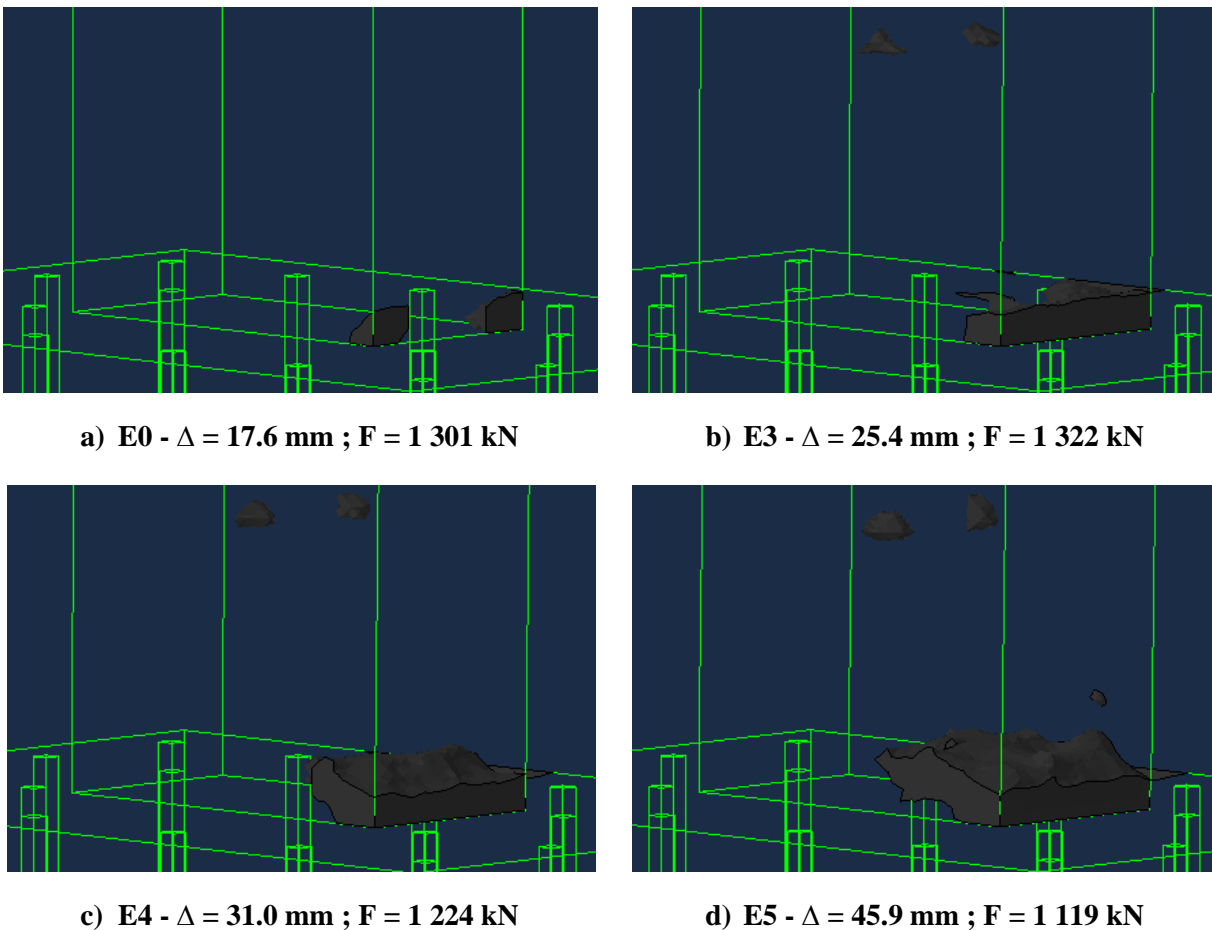 a) E0 - Δ = 17.6 mm ; F = 1 301 kN
b) E3 - Δ = 25.4 mm ; F = 1 322 kN
c) E4 - Δ = 31.0 mm ; F = 1 224 kN
d) E5 - Δ = 45.9 mm ; F = 1 119 kN